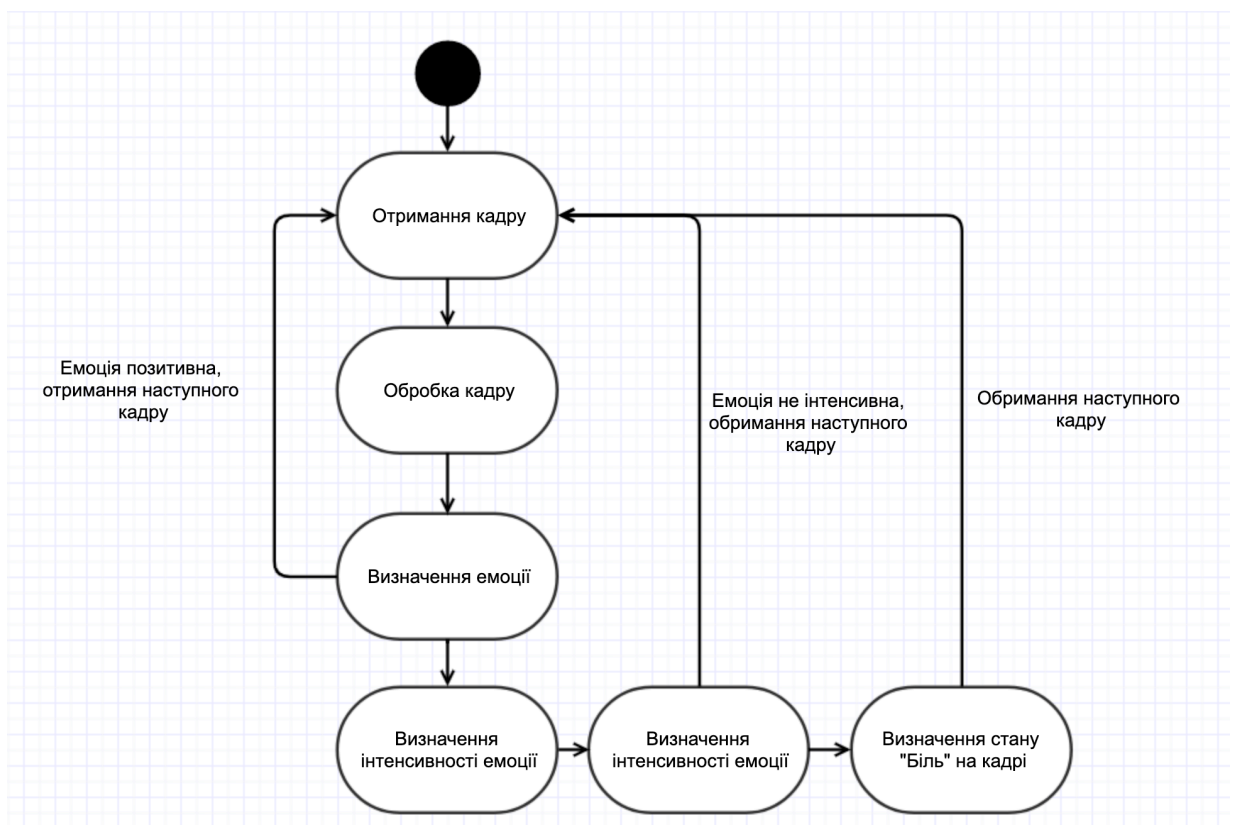 Отримання кадру
Емоція позитивна,
отримання наступного
кадру
Обробка кадру
Емоція не інтенсивна,
обримання наступного
кадру
Обримання наступного
кадру
Визначення емоції
Визначення
інтенсивності емоції
Визначення
інтенсивності емоції
Визначення стану
"Біль" на кадрі